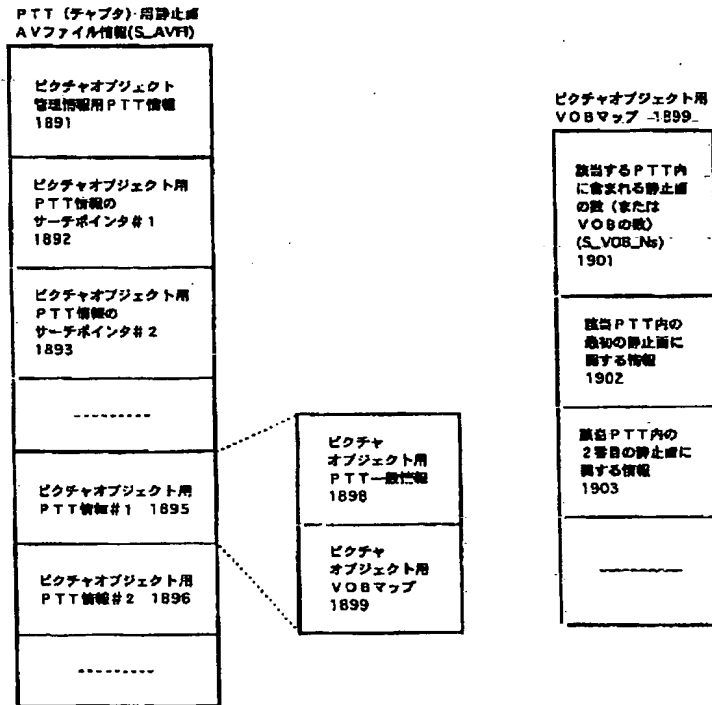 PTT (チャプタ) 用静止画
AVファイル情報(S_AVFI)
ピクチャオブジェクト
管理情報用PTT情報
1891
ピクチャオブジェクト用
PTT情報の
サーチポインタ#1
1892
ピクチャオブジェクト用
PTT情報の
サーチポインタ#2
1893
ピクチャオブジェクト用
PTT情報#1 1895
ピクチャオブジェクト用
PTT情報#2 1896
ピクチャ
オブジェクト用
PTT一般情報
1898
ピクチャ
オブジェクト用
VOBマップ
1899
ピクチャオブジェクト用
VOBマップ 1899
該当するPTT内
に含まれる静止画
の数 (または
VOBの数)
(S_VOB_Ns)
1901
該当PTT内の
最初の静止画に
関する情報
1902
該当PTT内の
2番目の静止画に
関する情報
1903